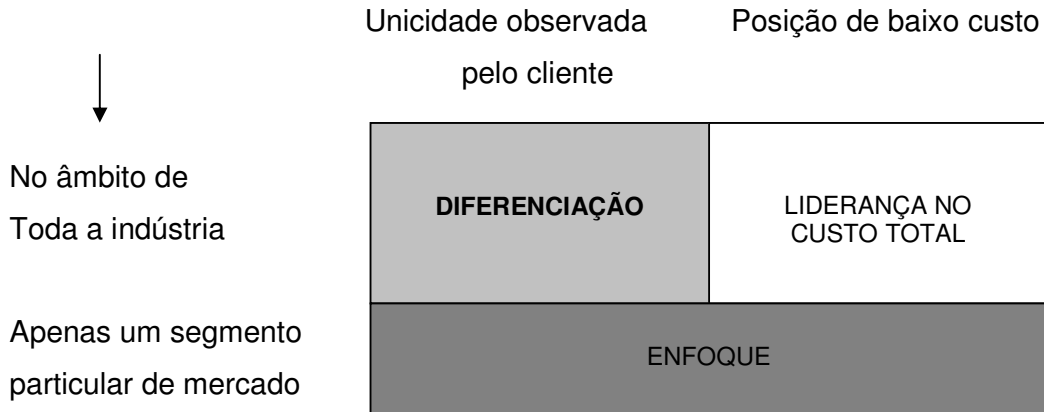 Unicidade observada Posição de baixo custo
pelo cliente
No âmbito de
Toda a indústria
DIFERENCIAÇÃO
LIDERANÇA NO
CUSTO TOTAL
Apenas um segmento
particular de mercado
ENFOQUE